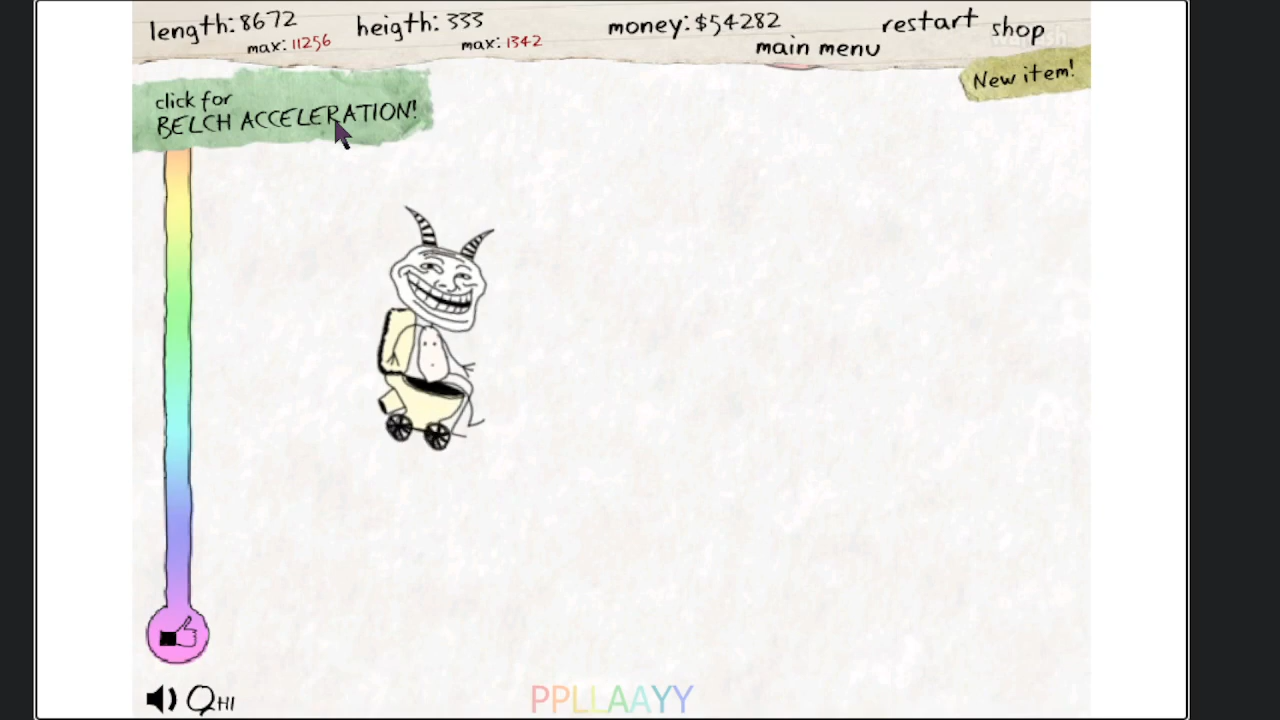 length: 8672
max: 11256
heigth: 333
max: 1342
money: $54282
main menu
restart
shop
New item!
click for
BELCH ACCELERATION!
QHI
PPLLAAYY